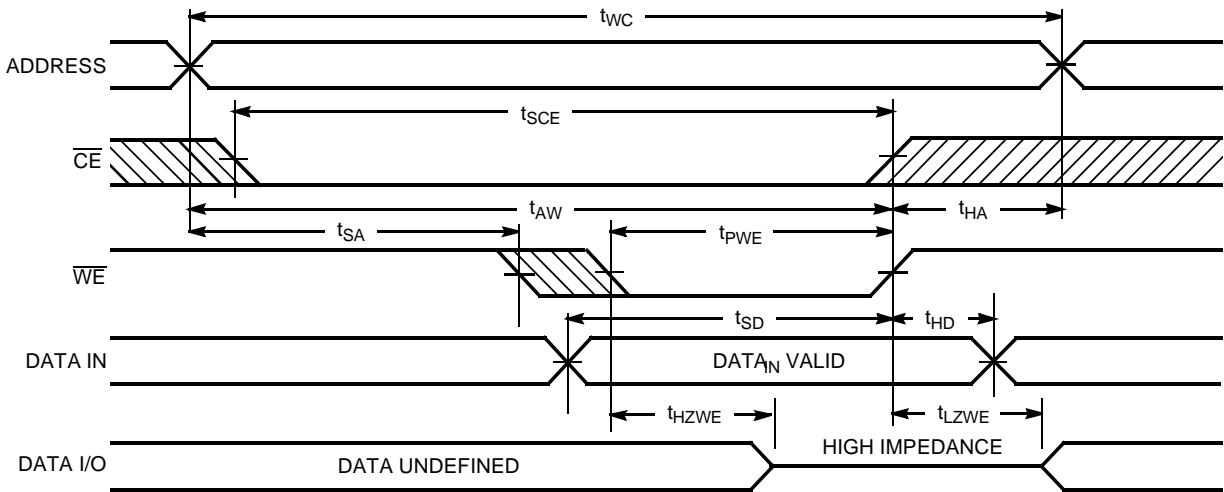 tWC
ADDRESS
tSCE
CE
tAW
tHA
tSA
tPWE
WE
tSD
tHD
DATA IN
DATAIN VALID
tHZWE
tLZWE
HIGH IMPEDANCE
DATA I/O
DATA UNDEFINED